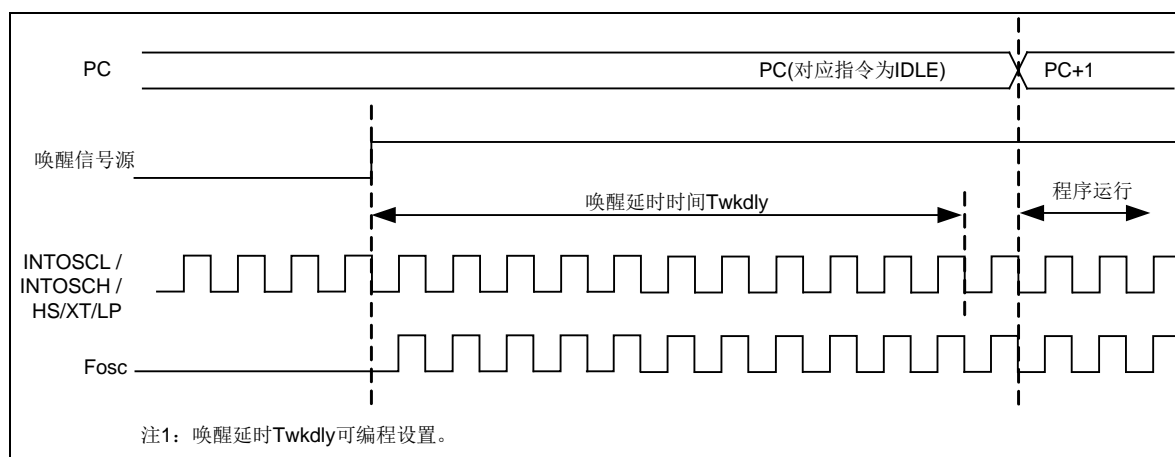 PC
PC(对应指令为IDLE)
PC+1
唤醒信号源
唤醒延时时间Twkdly
程序运行
INTOSCL /
INTOSCH /
HS/XT/LP
Fosc
注1：唤醒延时Twkdly可编程设置。